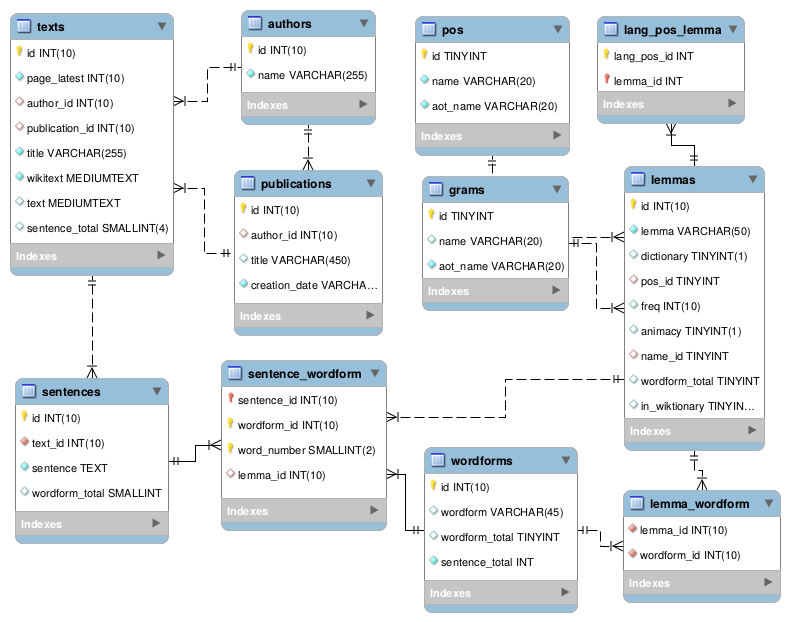 texts
id INT(10)
page_latest INT(10)
author_id INT(10)
publication_id INT(10)
title VARCHAR(255)
wikitext MEDIUMTEXT
text MEDIUMTEXT
sentence_total SMALLINT(4)
Indexes
authors
id INT(10)
name VARCHAR(255)
Indexes
pos
id TINYINT
name VARCHAR(20)
aot_name VARCHAR(20)
Indexes
lang_pos_lemma
lang_pos_id INT
lemma_id INT
Indexes
publications
id INT(10)
author_id INT(10)
title VARCHAR(450)
creation_date VARCHA...
Indexes
grams
id TINYINT
name VARCHAR(20)
aot_name VARCHAR(20)
Indexes
lemmas
id INT(10)
lemma VARCHAR(50)
dictionary TINYINT(1)
pos_id TINYINT
freq INT(10)
animacy TINYINT(1)
name_id TINYINT
wordform_total TINYINT
in_wiktionary TINYIN...
Indexes
sentences
id INT(10)
text_id INT(10)
sentence TEXT
wordform_total SMALLINT
Indexes
sentence_wordform
sentence_id INT(10)
wordform_id INT(10)
word_number SMALLINT(2)
lemma_id INT(10)
Indexes
wordforms
id INT(10)
wordform VARCHAR(45)
wordform_total TINYINT
sentence_total INT
Indexes
lemma_wordform
lemma_id INT(10)
wordform_id INT(10)
Indexes